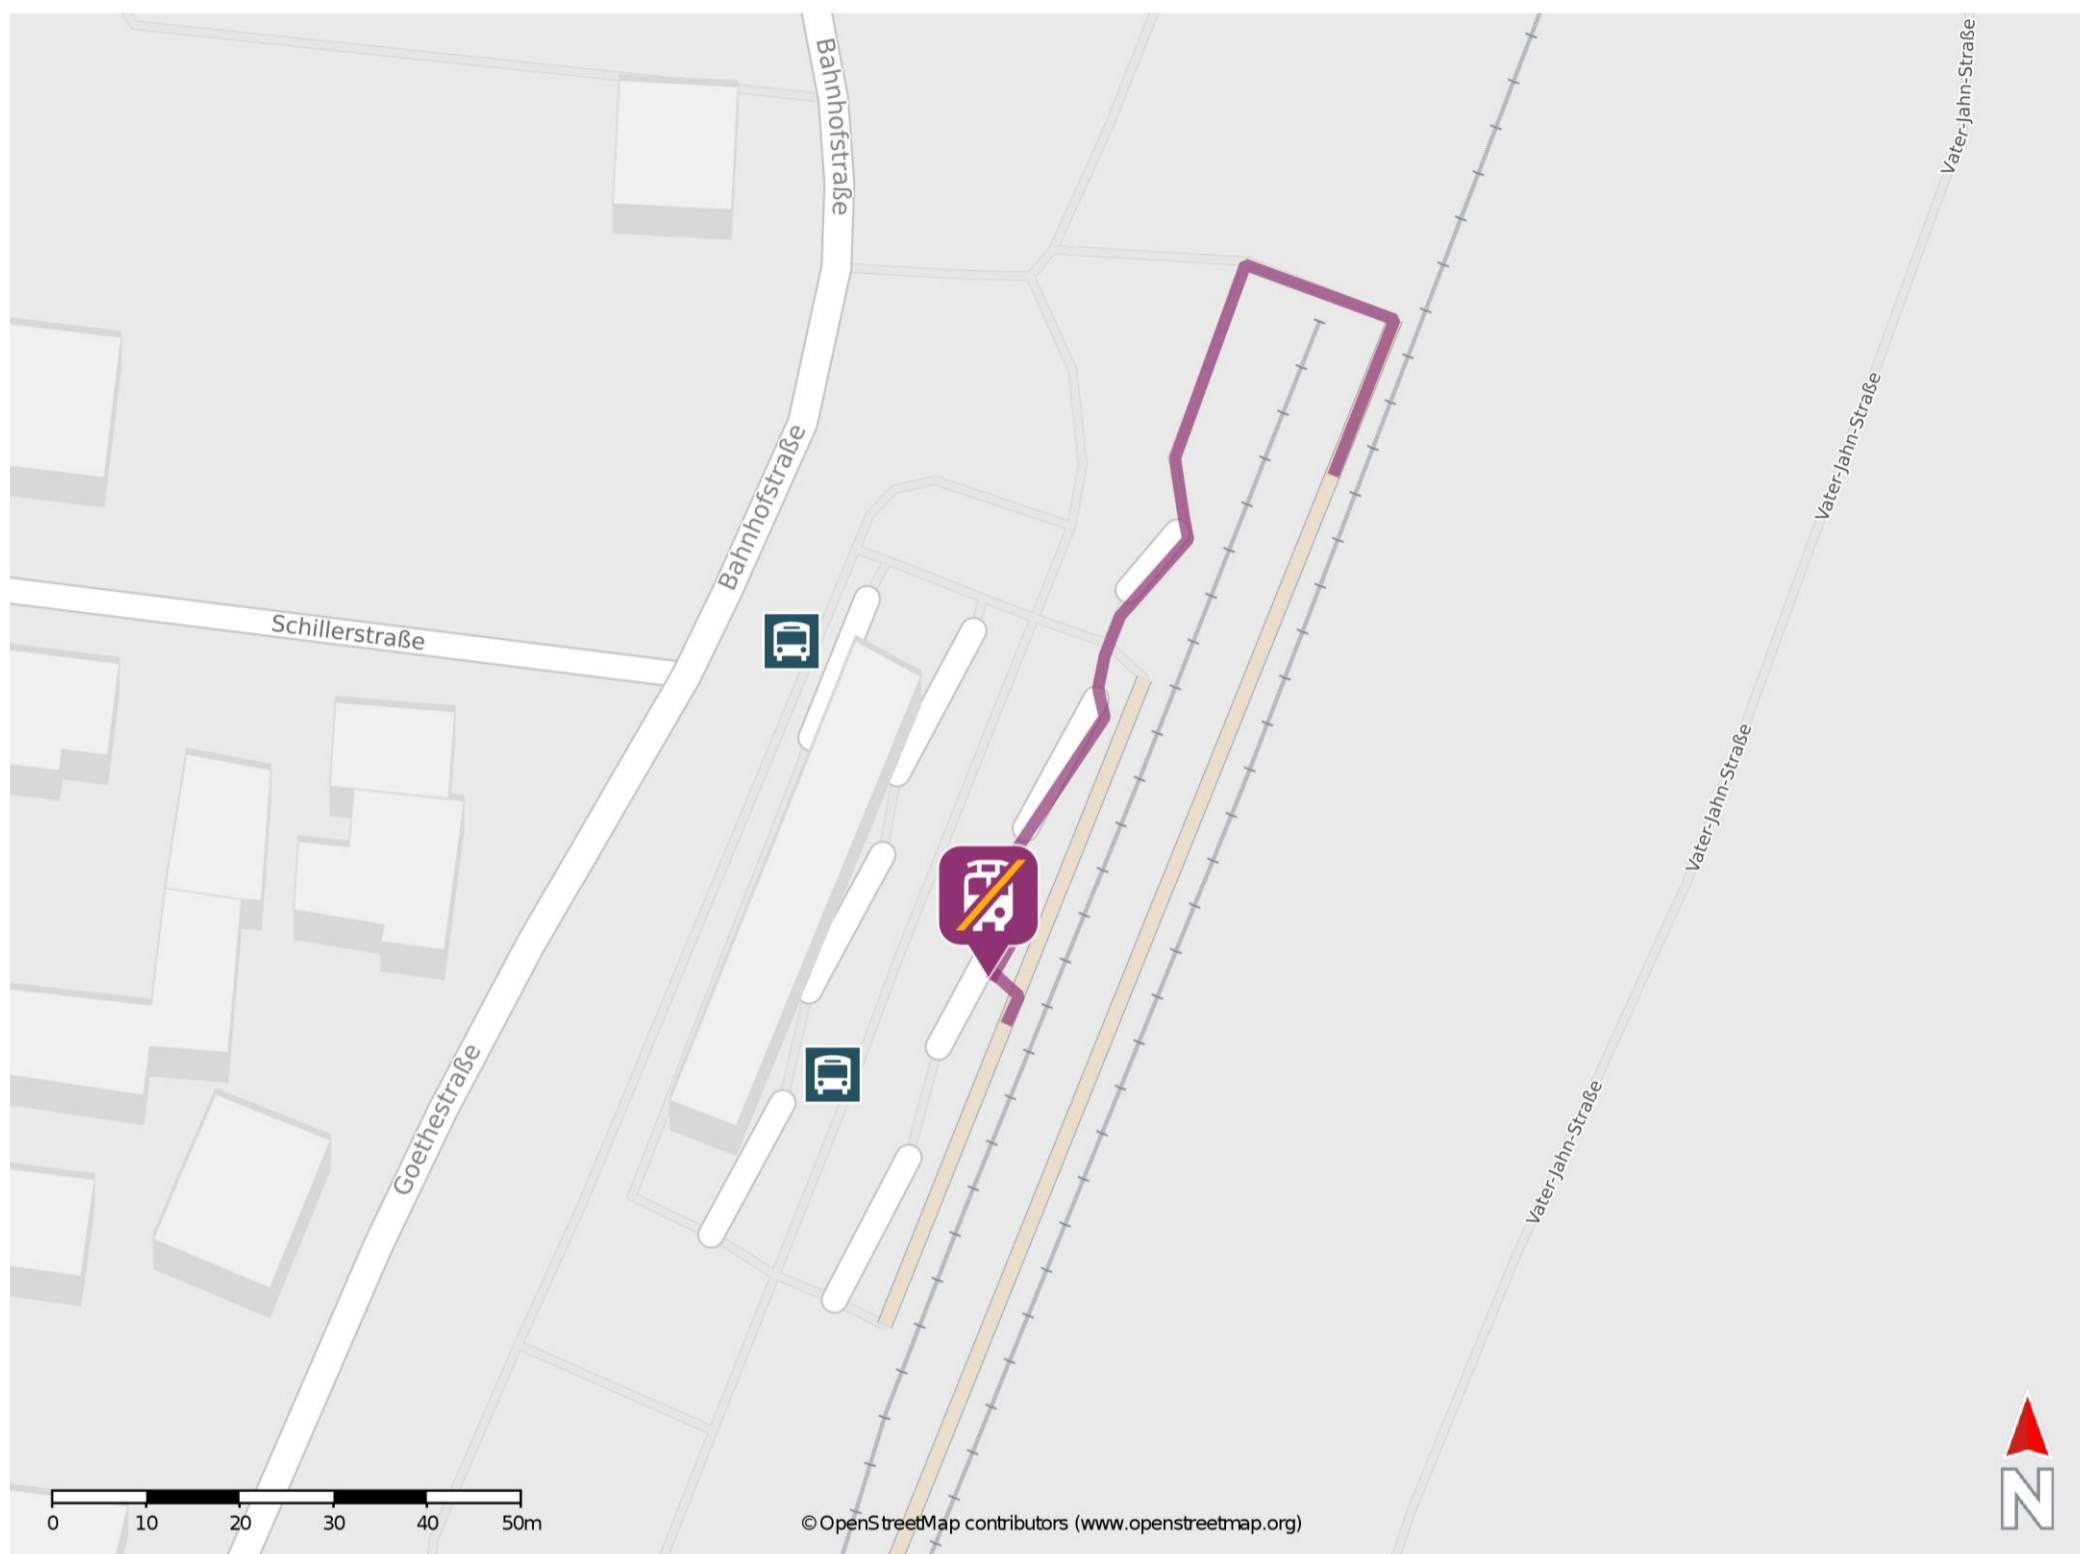 Bahnhofstraße
Vater-Jahn-Straße
Bahnhofstraße
Vater-Jahn-Straße
Schillerstraße
Vater-Jahn-Straße
Goethestraße
Vater-Jahn-Straße
0 10 20 30 40 50m
© OpenStreetMap contributors (www.openstreetmap.org)
N